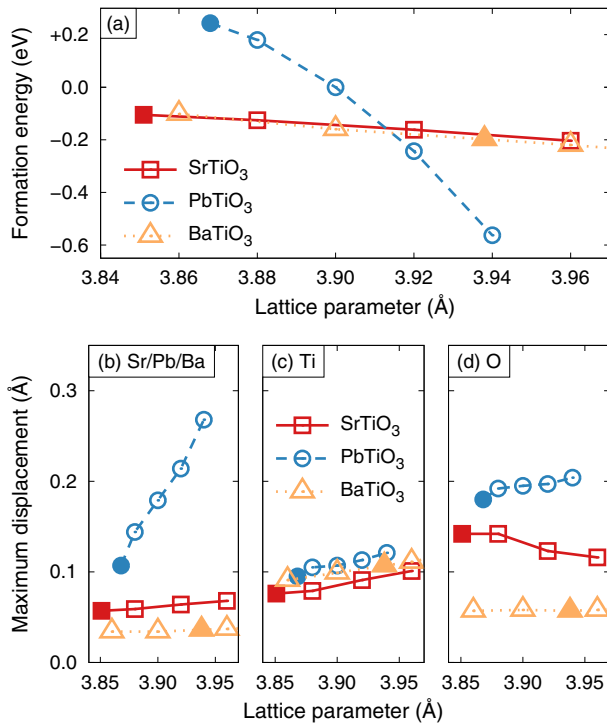 (a)
Formation energy (eV)
+0.2
0.0
−0.2
−0.4
−0.6
SrTiO3
PbTiO3
BaTiO3
3.84 3.86 3.88 3.90 3.92 3.94 3.96
Lattice parameter (Å)
(b) Sr/Pb/Ba
(c) Ti
(d) O
Maximum displacement (Å)
0.3
0.2
0.1
0.0
SrTiO3
PbTiO3
BaTiO3
3.85 3.90 3.95
3.85 3.90 3.95
3.85 3.90 3.95
Lattice parameter (Å)